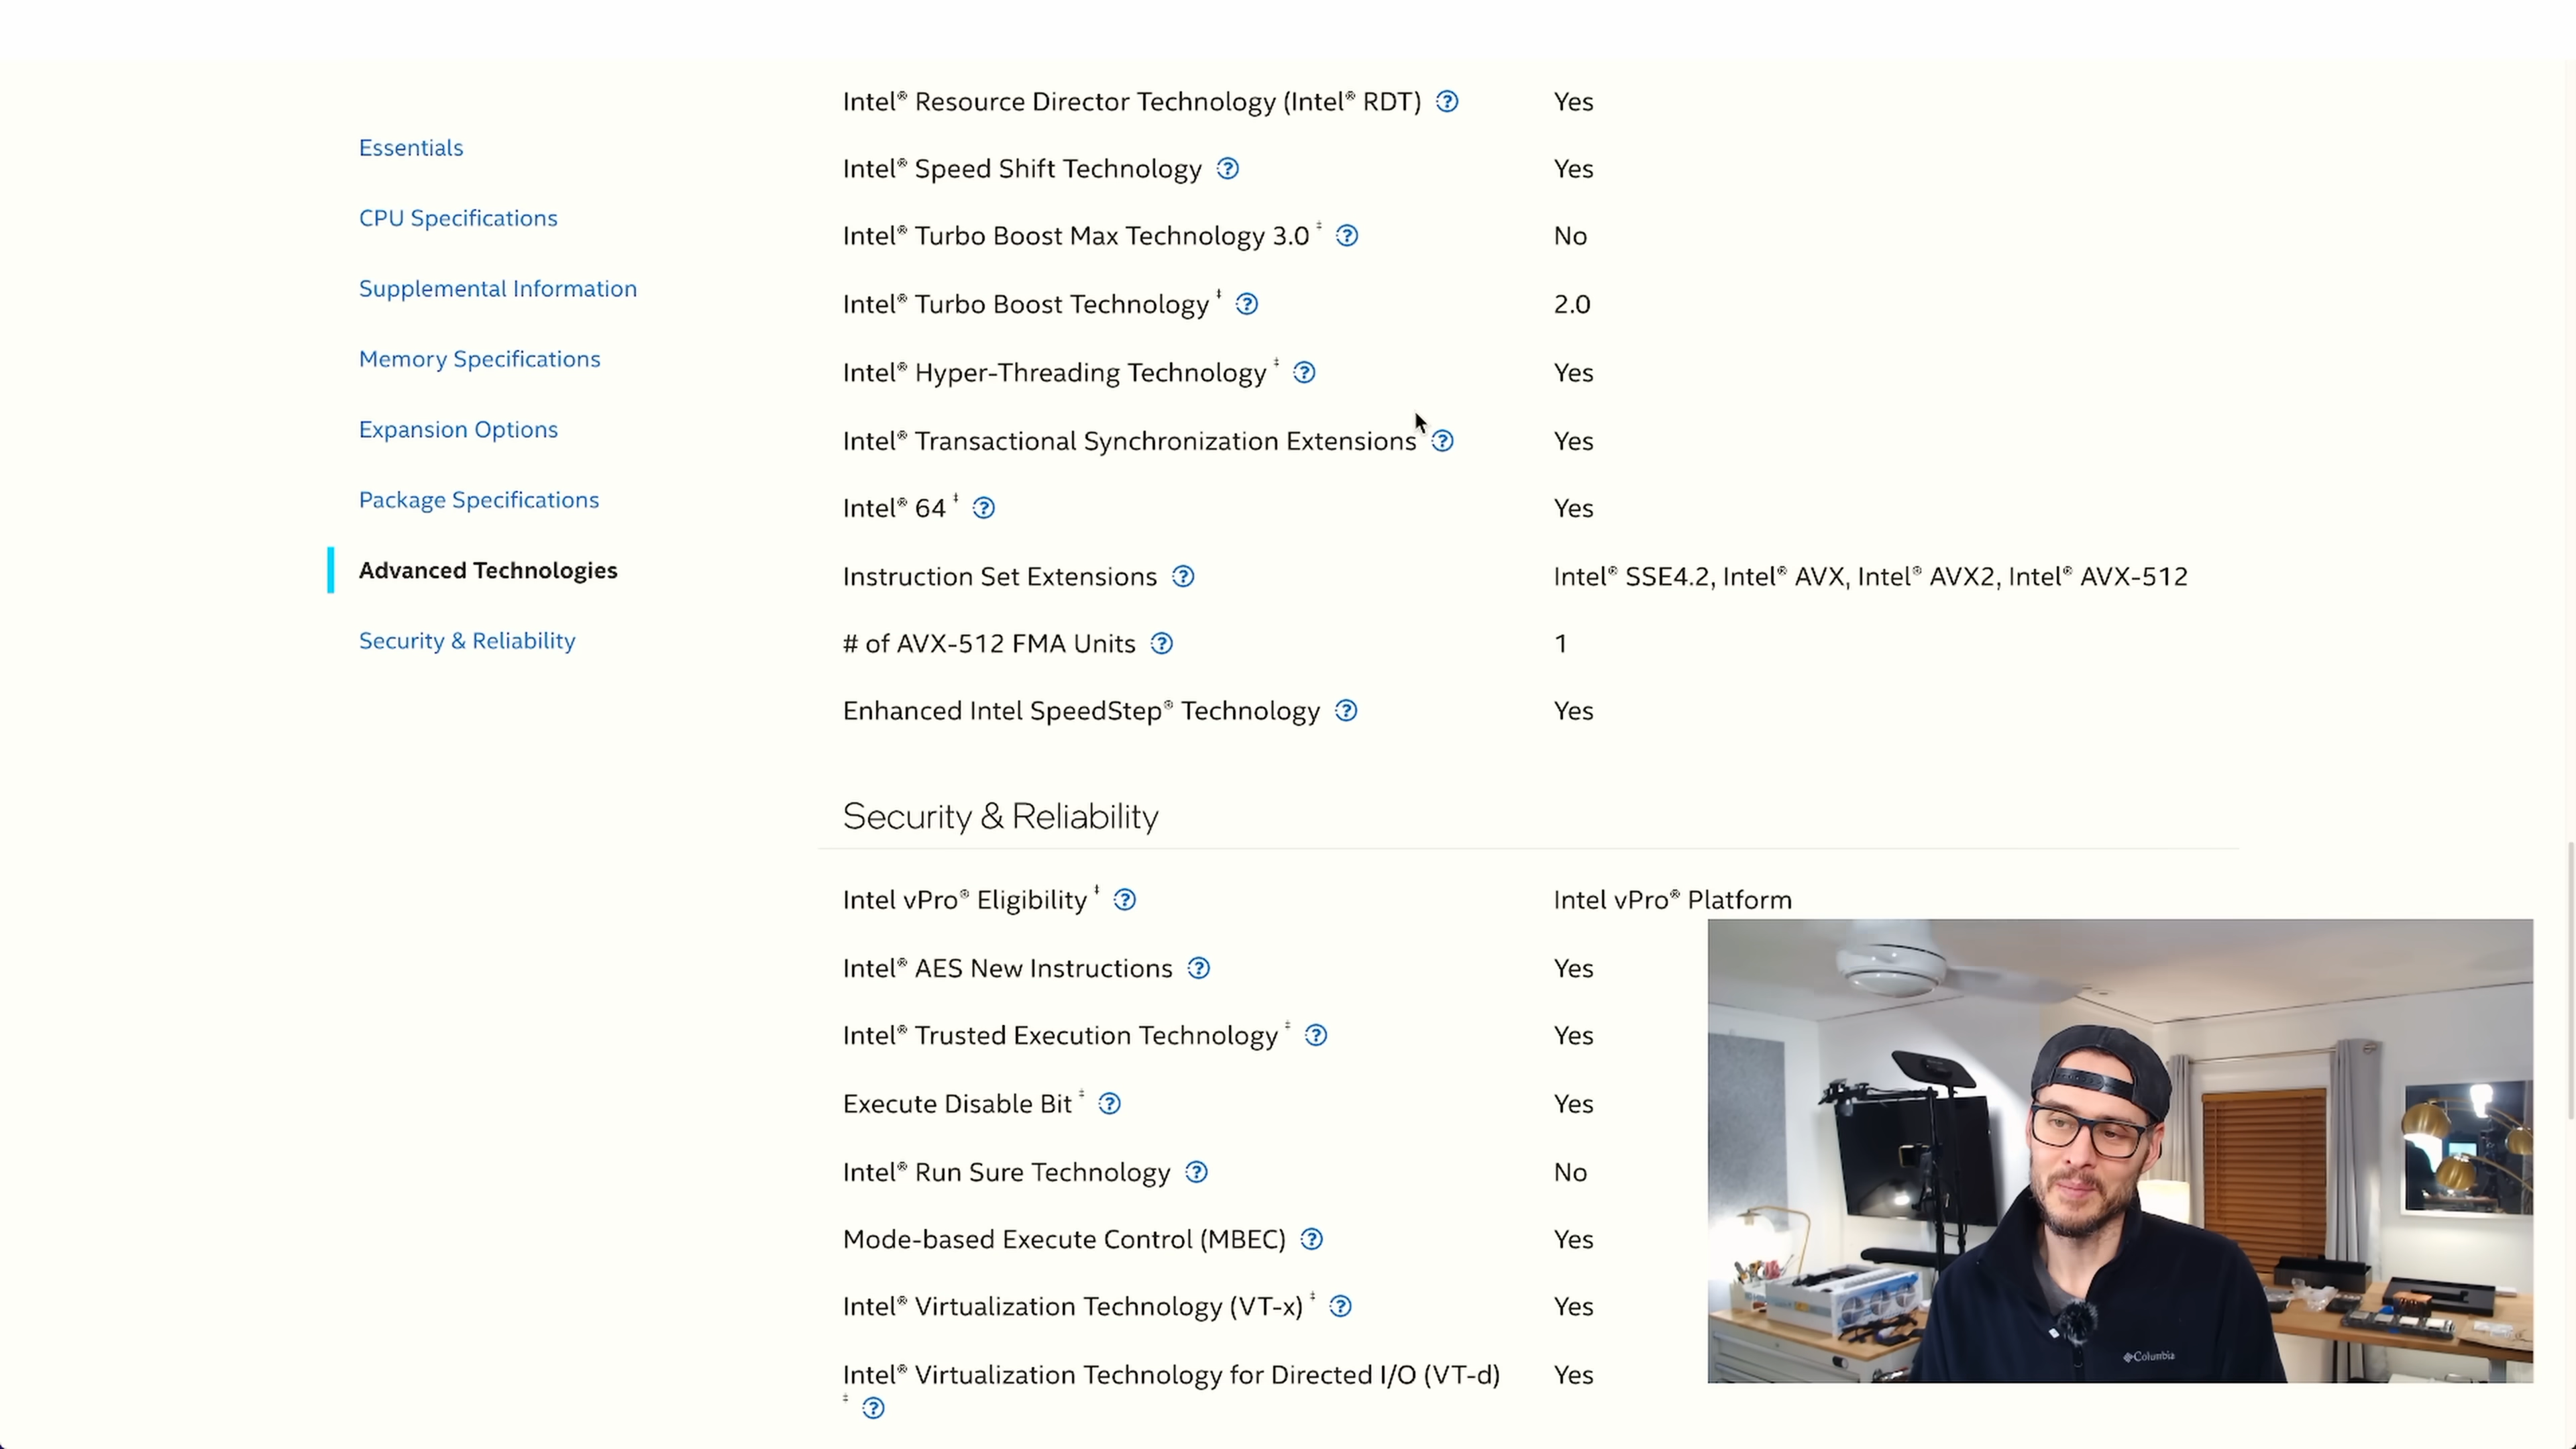 Intel® Resource Director Technology (Intel® RDT) Yes
Essentials
Intel® Speed Shift Technology Yes
CPU Specifications
Intel® Turbo Boost Max Technology 3.0 ‡ No
Supplemental Information
Intel® Turbo Boost Technology ‡ 2.0
Memory Specifications
Intel® Hyper-Threading Technology ‡ Yes
Expansion Options
Intel® Transactional Synchronization Extensions Yes
Package Specifications
Intel® 64 ‡ Yes
Advanced Technologies
Instruction Set Extensions Intel® SSE4.2, Intel® AVX, Intel® AVX2, Intel® AVX-512
Security & Reliability
# of AVX-512 FMA Units 1
Enhanced Intel SpeedStep® Technology Yes
Security & Reliability
Intel vPro® Eligibility ‡ Intel vPro® Platform
Intel® AES New Instructions Yes
Intel® Trusted Execution Technology ‡ Yes
Execute Disable Bit ‡ Yes
Intel® Run Sure Technology No
Mode-based Execute Control (MBEC) Yes
Intel® Virtualization Technology (VT-x) ‡ Yes
Intel® Virtualization Technology for Directed I/O (VT-d) Yes
‡
Columbia